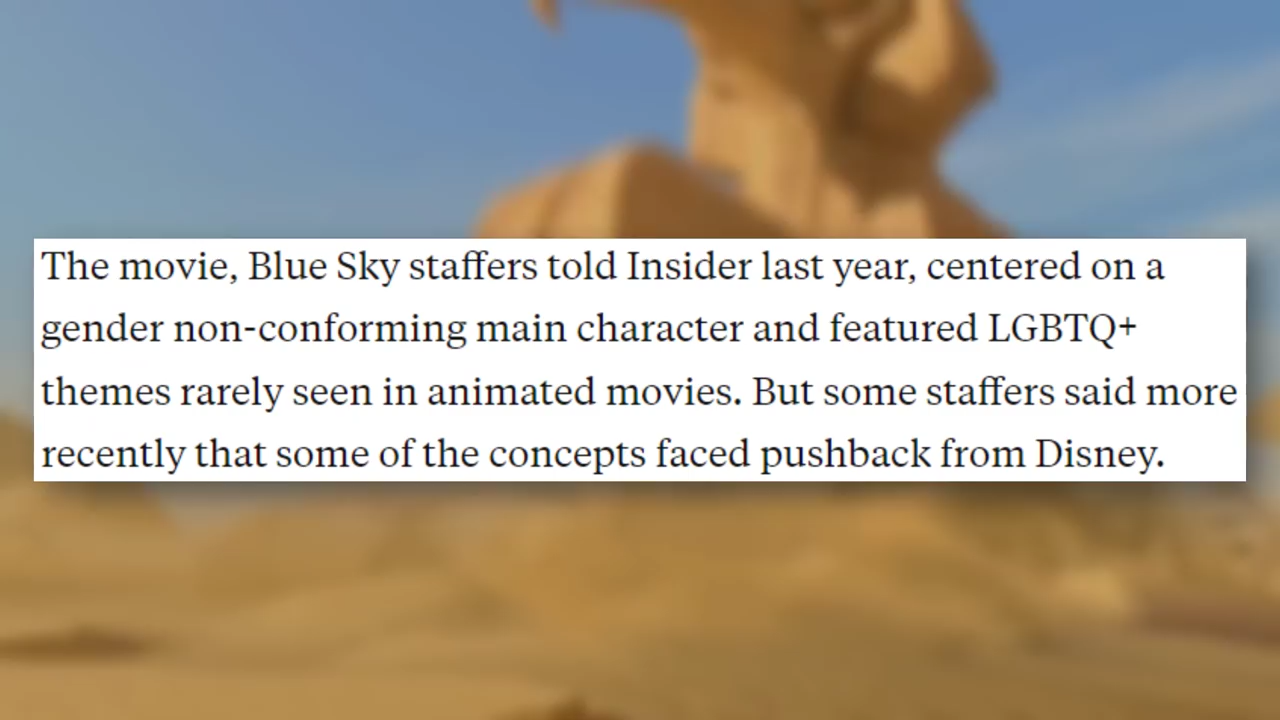 The movie, Blue Sky staffers told Insider last year, centered on a
gender non-conforming main character and featured LGBTQ+
themes rarely seen in animated movies. But some staffers said more
recently that some of the concepts faced pushback from Disney.